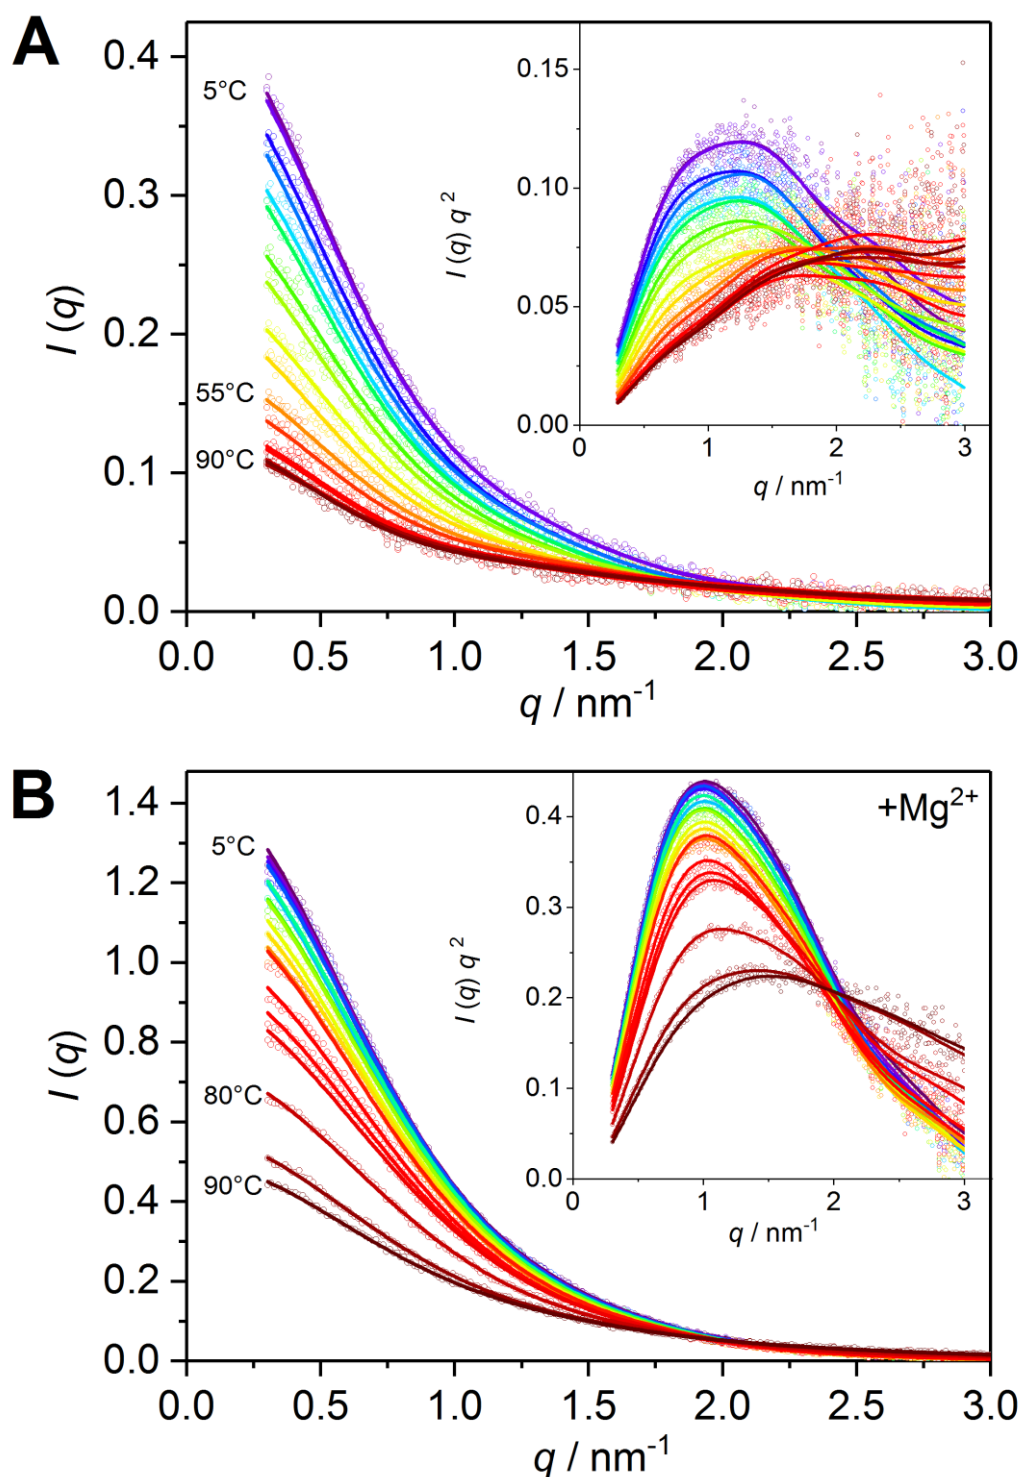 A
I (q)
0.4
0.3
0.2
0.1
0.0
5°C
55°C
90°C
0.0 0.5 1.0 1.5 2.0 2.5 3.0
q / nm⁻¹
I (q) q ²
0.15
0.10
0.05
0.00
0 1 2 3
q / nm⁻¹
B
I (q)
1.4
1.2
1.0
0.8
0.6
0.4
0.2
0.0
5°C
80°C
90°C
0.0 0.5 1.0 1.5 2.0 2.5 3.0
q / nm⁻¹
+Mg²⁺
I (q) q ²
0.4
0.3
0.2
0.1
0.0
0 1 2 3
q / nm⁻¹